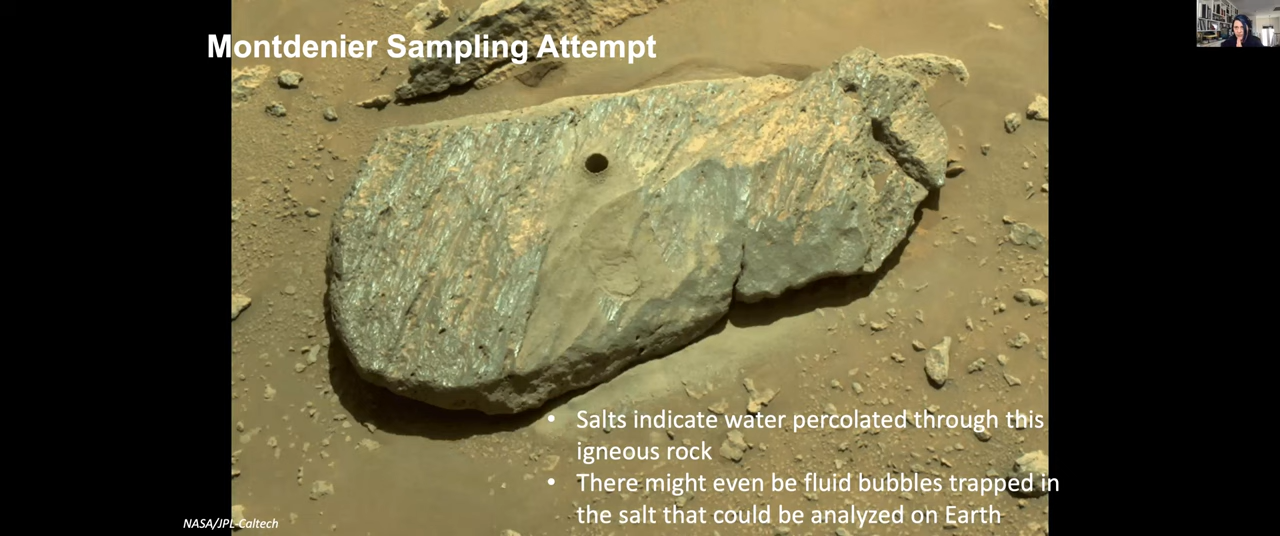 Montdenier Sampling Attempt
• Salts indicate water percolated through this
igneous rock
• There might even be fluid bubbles trapped in
the salt that could be analyzed on Earth
NASA/JPL-Caltech